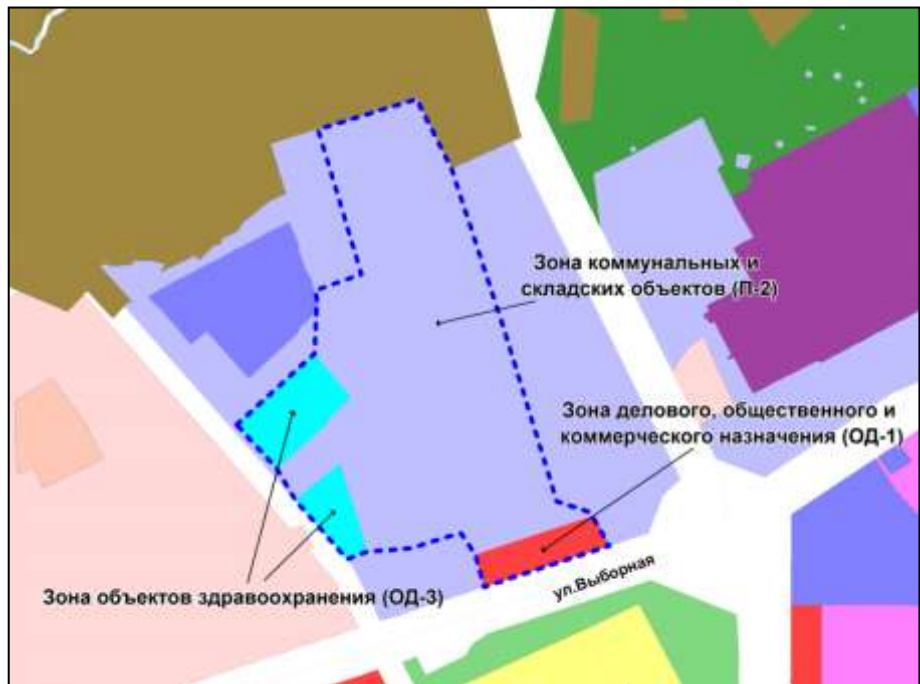 Зона коммунальных и
складских объектов (П-2)
Зона делового, общественного и
коммерческого назначения (ОД-1)
ул.Выборная
Зона объектов здравоохранения (ОД-3)